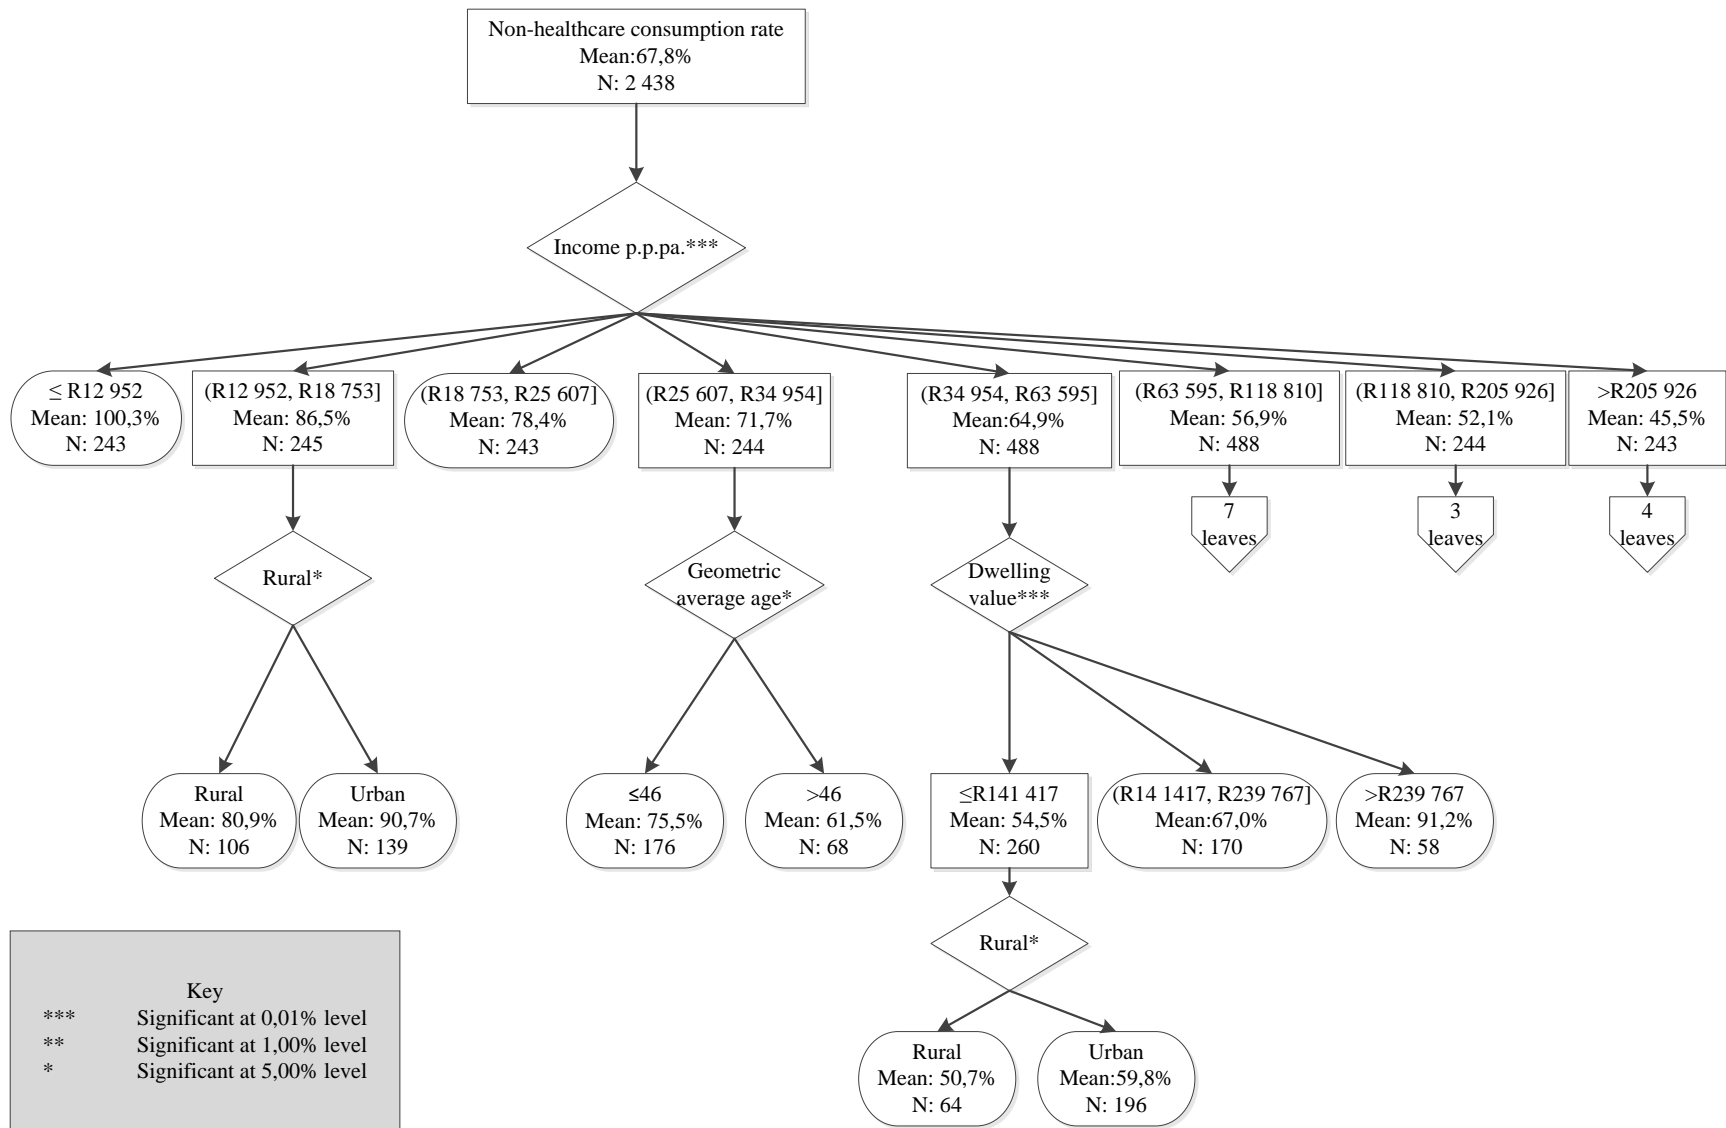 Non-healthcare consumption rate
Mean:67,8%
N: 2 438
Income p.p.pa.***
≤ R12 952
Mean: 100,3%
N: 243
(R12 952, R18 753]
Mean: 86,5%
N: 245
(R18 753, R25 607]
Mean: 78,4%
N: 243
(R25 607, R34 954]
Mean: 71,7%
N: 244
(R34 954, R63 595]
Mean:64,9%
N: 488
(R63 595, R118 810]
Mean: 56,9%
N: 488
(R118 810, R205 926]
Mean: 52,1%
N: 244
>R205 926
Mean: 45,5%
N: 243
7
leaves
3
leaves
4
leaves
Rural*
Geometric
average age*
Dwelling
value***
Rural
Mean: 80,9%
N: 106
Urban
Mean: 90,7%
N: 139
≤46
Mean: 75,5%
N: 176
>46
Mean: 61,5%
N: 68
≤R141 417
Mean: 54,5%
N: 260
(R14 1417, R239 767]
Mean:67,0%
N: 170
>R239 767
Mean: 91,2%
N: 58
Rural*
Rural
Mean: 50,7%
N: 64
Urban
Mean:59,8%
N: 196
Key
*** Significant at 0,01% level
** Significant at 1,00% level
* Significant at 5,00% level